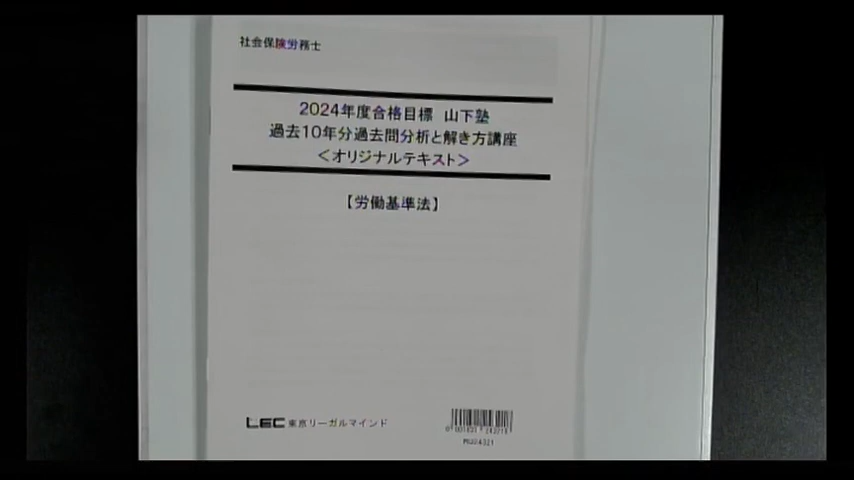 社会保険労務士
2024年度合格目標 山下塾
過去10年分過去問分析と解き方講座
＜オリジナルテキスト＞
【労働基準法】
LEC東京リーガルマインド